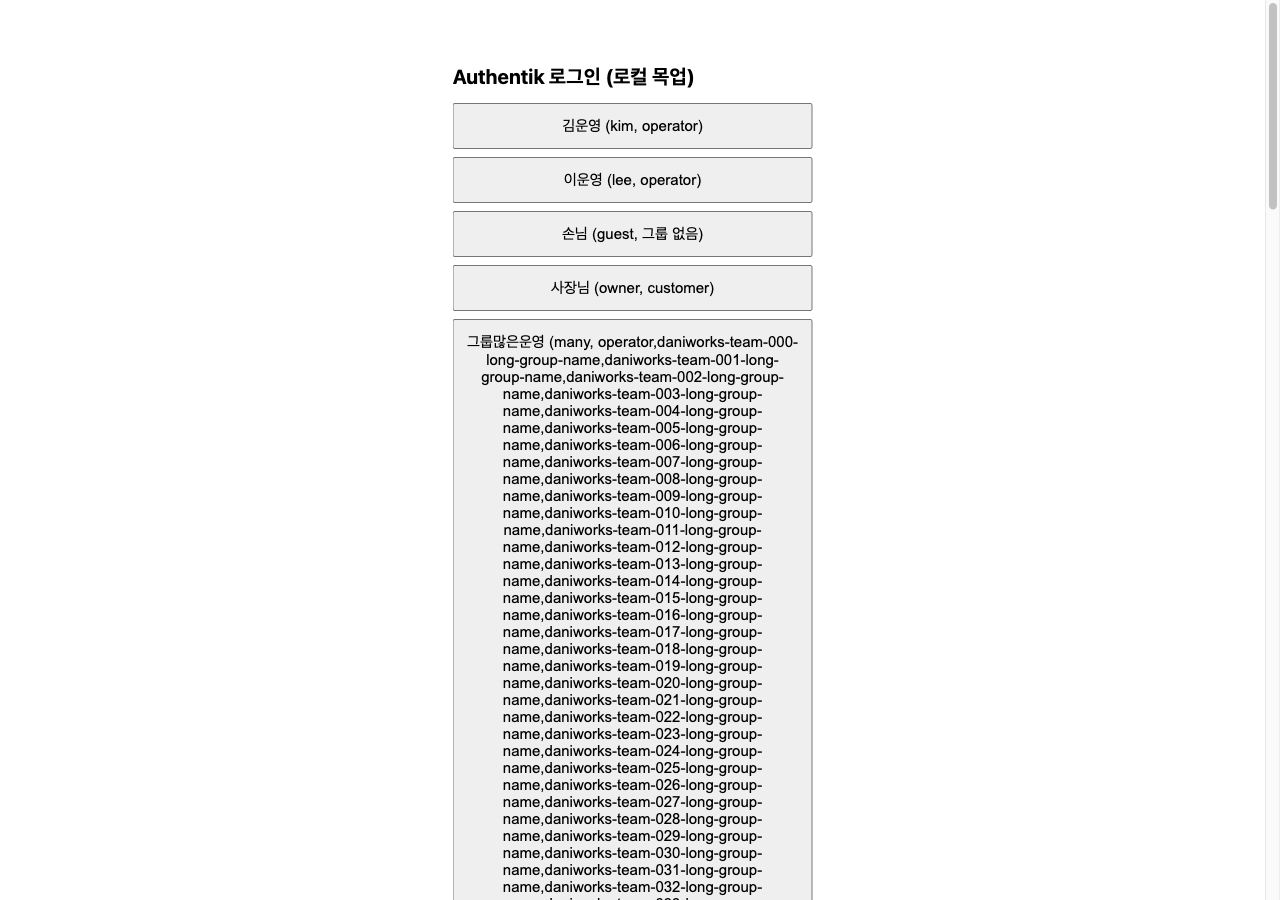 Authentik 로그인 (로컬 목업)
김운영 (kim, operator)
이운영 (lee, operator)
손님 (guest, 그룹 없음)
사장님 (owner, customer)
그룹많은운영 (many, operator,daniworks-team-000-
long-group-name,daniworks-team-001-long-
group-name,daniworks-team-002-long-group-
name,daniworks-team-003-long-group-
name,daniworks-team-004-long-group-
name,daniworks-team-005-long-group-
name,daniworks-team-006-long-group-
name,daniworks-team-007-long-group-
name,daniworks-team-008-long-group-
name,daniworks-team-009-long-group-
name,daniworks-team-010-long-group-
name,daniworks-team-011-long-group-
name,daniworks-team-012-long-group-
name,daniworks-team-013-long-group-
name,daniworks-team-014-long-group-
name,daniworks-team-015-long-group-
name,daniworks-team-016-long-group-
name,daniworks-team-017-long-group-
name,daniworks-team-018-long-group-
name,daniworks-team-019-long-group-
name,daniworks-team-020-long-group-
name,daniworks-team-021-long-group-
name,daniworks-team-022-long-group-
name,daniworks-team-023-long-group-
name,daniworks-team-024-long-group-
name,daniworks-team-025-long-group-
name,daniworks-team-026-long-group-
name,daniworks-team-027-long-group-
name,daniworks-team-028-long-group-
name,daniworks-team-029-long-group-
name,daniworks-team-030-long-group-
name,daniworks-team-031-long-group-
name,daniworks-team-032-long-group-